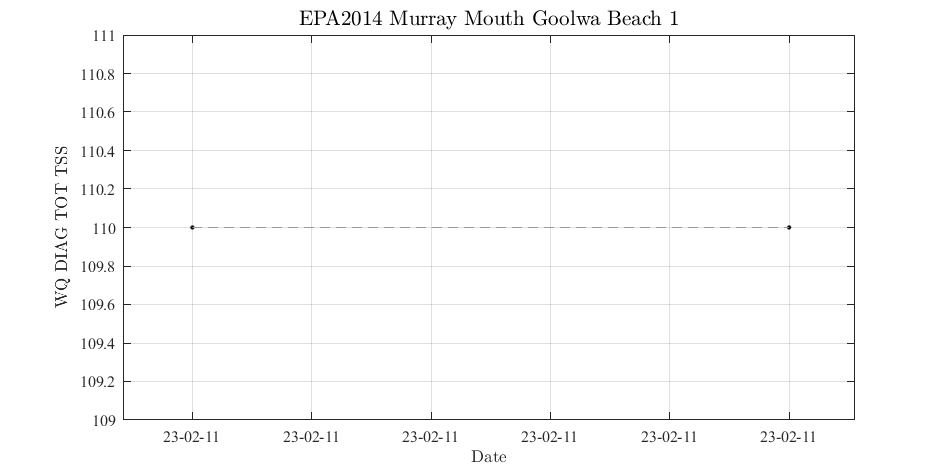 EPA2014 Murray Mouth Goolwa Beach 1
111
110.8
110.6
110.4
110.2
110
109.8
109.6
109.4
109.2
109
WQ DIAG TOT TSS
23-02-11 23-02-11 23-02-11 23-02-11 23-02-11 23-02-11
Date